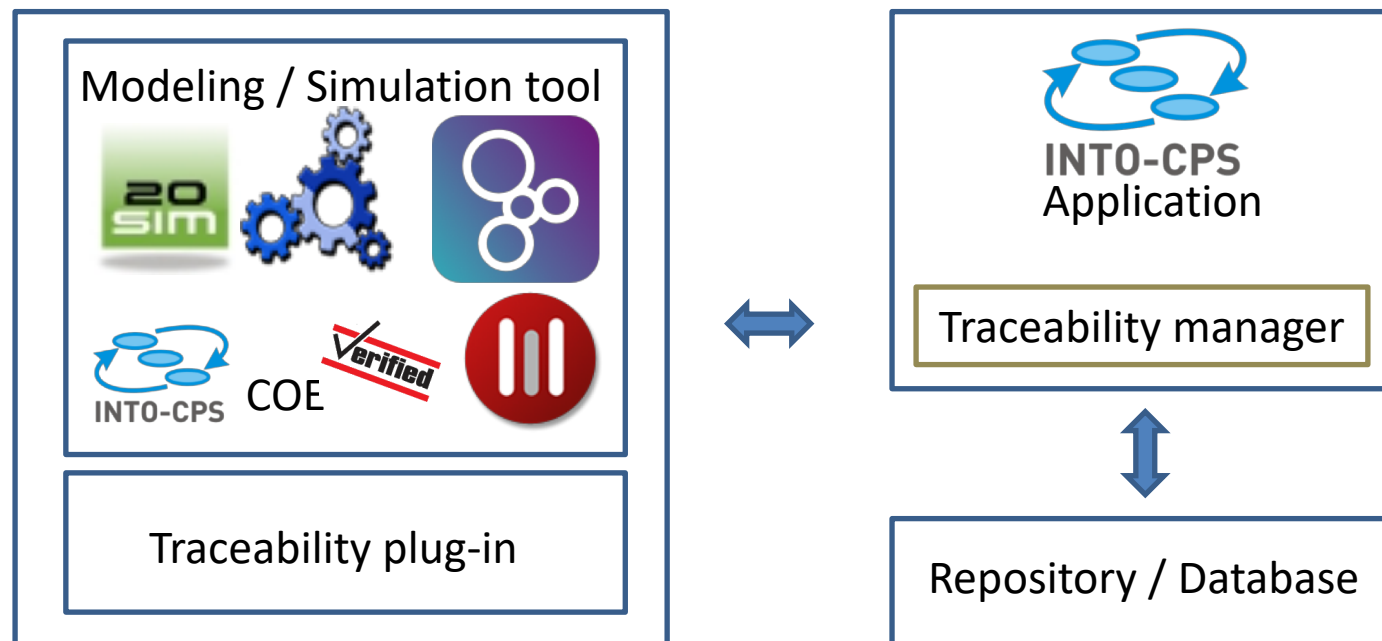 Modeling / Simulation tool
20
SIM
INTO-CPS
COE
Verified
Traceability plug-in
INTO-CPS
Application
Traceability manager
Repository / Database